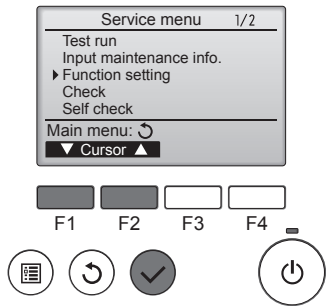 Service menu 1/2
Test run
Input maintenance info.
Function setting
Check
Self check
Main menu:
▼ Cursor ▲
F1 F2 F3 F4